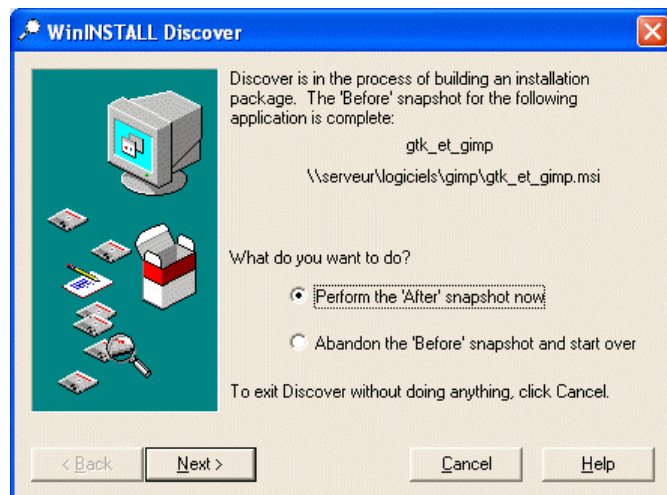 WinINSTALL Discover
Discover is in the process of building an installation
package. The 'Before' snapshot for the following
application is complete:
gtk_et_gimp
\\serveur\logiciels\gimp\gtk_et_gimp.msi
What do you want to do?
Perform the 'After' snapshot now
Abandon the 'Before' snapshot and start over
To exit Discover without doing anything, click Cancel.
< Back
Next >
Cancel
Help